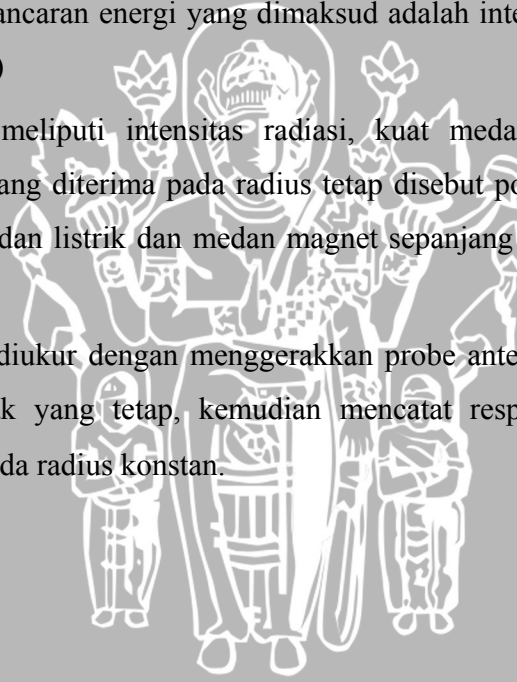 ancaran energi yang dimaksud adalah inte
)
meliputi intensitas radiasi, kuat meda
ang diterima pada radius tetap disebut po
dan listrik dan medan magnet sepanjang
diukur dengan menggerakkan probe ante
k yang tetap, kemudian mencatat resp
da radius konstan.